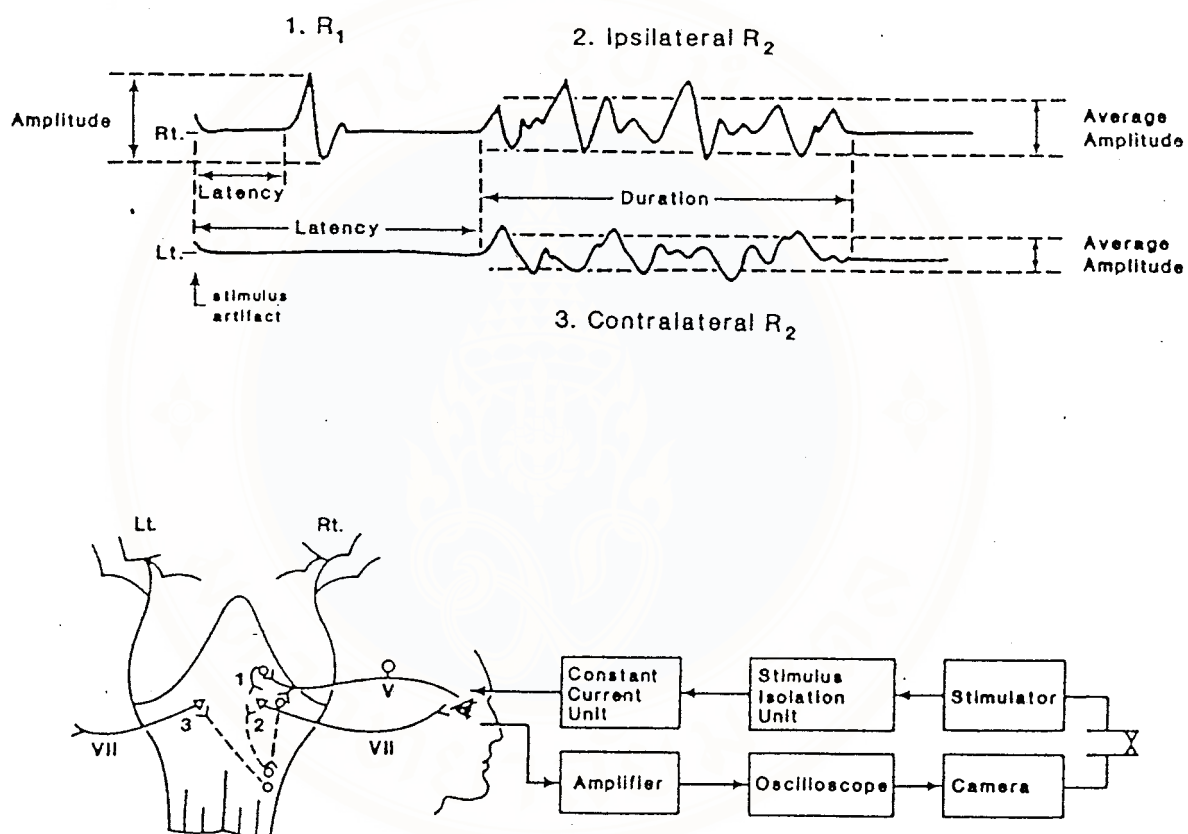 1. R1
2. Ipsilateral R2
Amplitude
Rt.
Latency
Average
Amplitude
Duration
Latency
Lt.
Average
Amplitude
stimulus
artifact
3. Contralateral R2
Lt.
Rt.
1
V
2
3
VII
VII
Constant
Current
Unit
Stimulus
Isolation
Unit
Stimulator
Amplifier
Oscilloscope
Camera